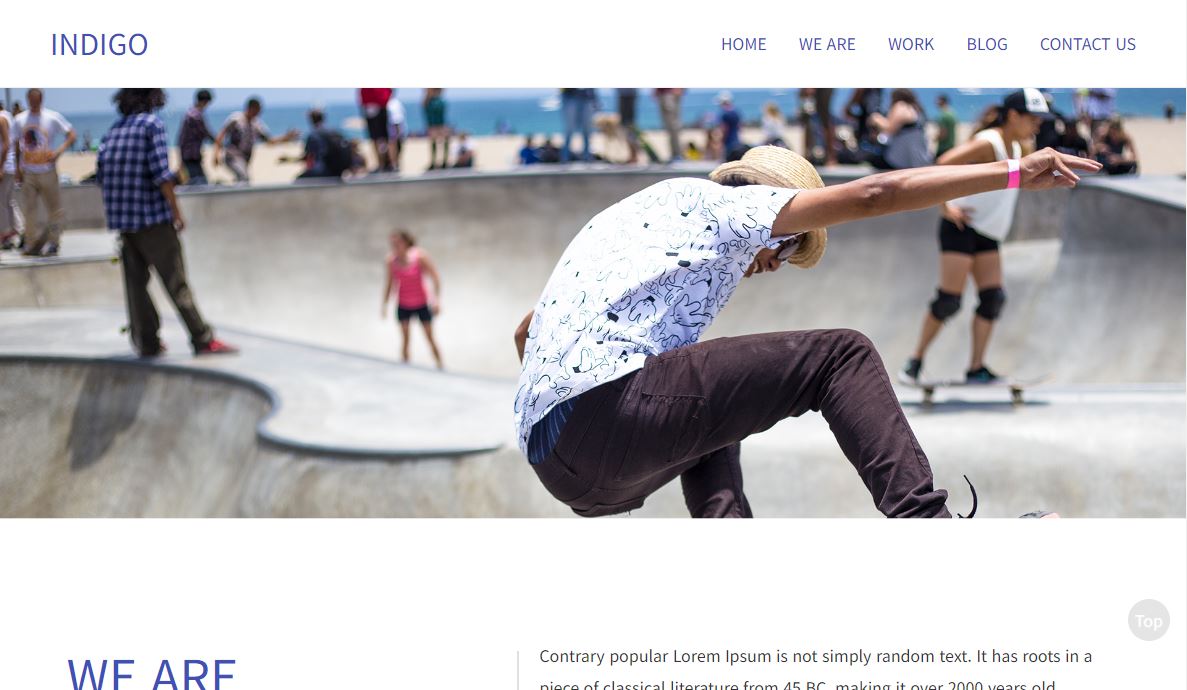 INDIGO
HOME WE ARE WORK BLOG CONTACT US
Top
WE ARE
Contrary popular Lorem Ipsum is not simply random text. It has roots in a
piece of classical literature from 45 BC, making it over 2000 years old.